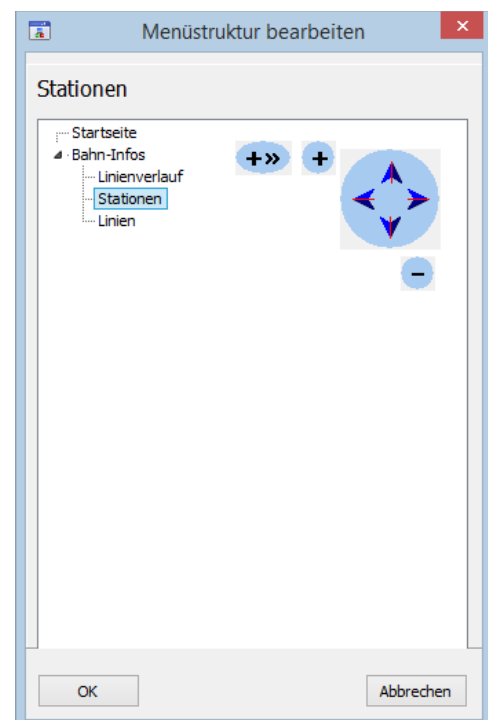 Menüstruktur bearbeiten
Stationen
Startseite
Bahn-Infos
Linienverlauf
Stationen
Linien
+» +
-
OK Abbrechen